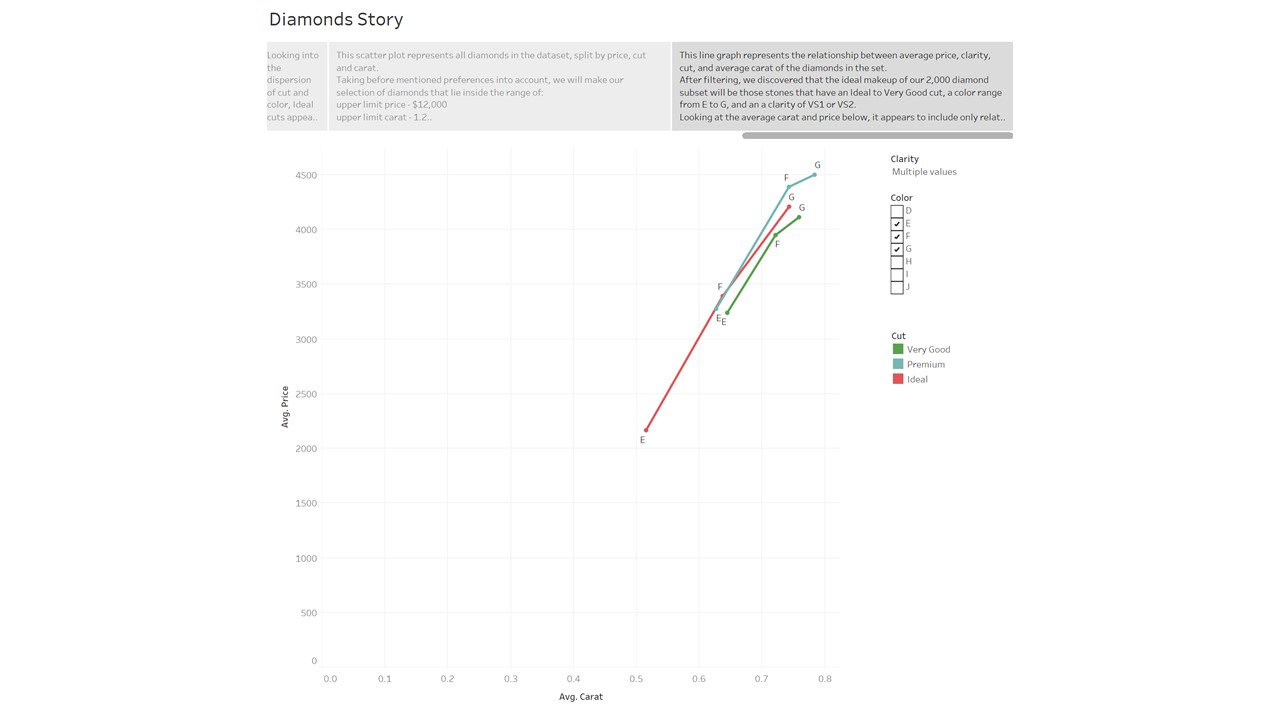 Diamonds Story
Looking into
the
dispersion
of cut and
color, Ideal
cuts appea..
This scatter plot represents all diamonds in the dataset, split by price, cut
and carat.
Taking before mentioned preferences into account, we will make our
selection of diamonds that lie inside the range of:
upper limit price - $12,000
upper limit carat - 1.2..
This line graph represents the relationship between average price, clarity,
cut, and average carat of the diamonds in the set.
After filtering, we discovered that the ideal makeup of our 2,000 diamond
subset will be those stones that have an Ideal to Very Good cut, a color range
from E to G, and an a clarity of VS1 or VS2.
Looking at the average carat and price below, it appears to include only relat..
Avg. Price
4500
4000
3500
3000
2500
2000
1500
1000
500
0
G
F
G
G
F
F
E
E
E
0.0
0.1
0.2
0.3
0.4
0.5
0.6
0.7
0.8
Avg. Carat
Clarity
Multiple values
Color
D
E
F
G
H
I
J
Cut
Very Good
Premium
Ideal